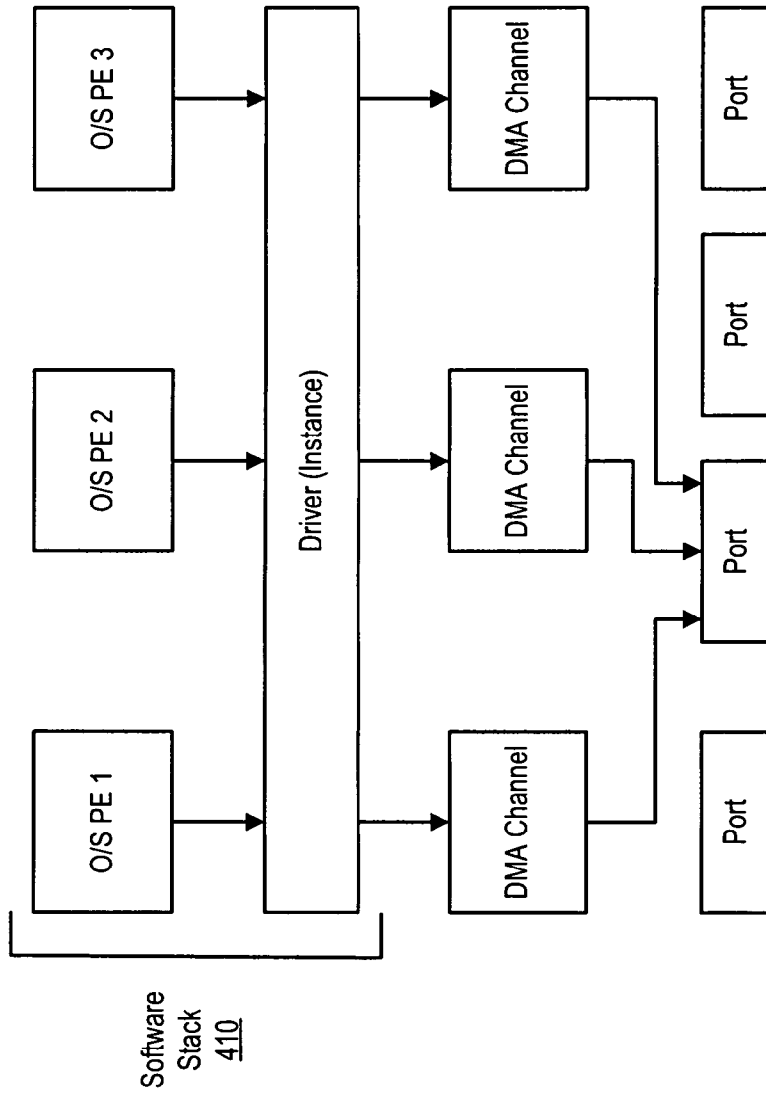 Software
Stack
410
O/S PE 1
O/S PE 2
O/S PE 3
Driver (Instance)
DMA Channel
DMA Channel
DMA Channel
Port
Port
Port
Port